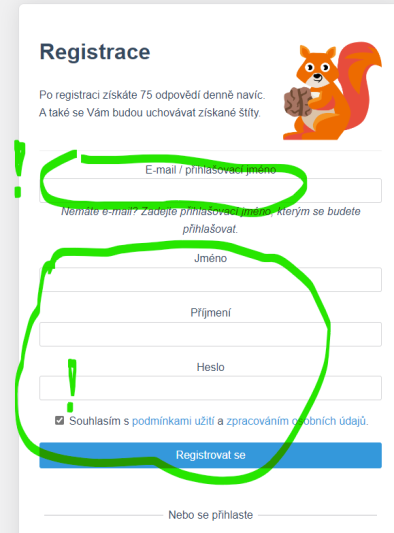 Registrace
Po registraci získáte 75 odpovědí denně navíc.
A také se Vám budou uchovávat získané štíty.
!
E-mail / přihlašovací jméno
Nemáte e-mail? Zadejte přihlašovací jméno, kterým se budete
přihlašovat.
Jméno
Příjmení
Heslo
!
Souhlasím s podmínkami užití a zpracováním osobních údajů.
Registrovat se
Nebo se přihlaste